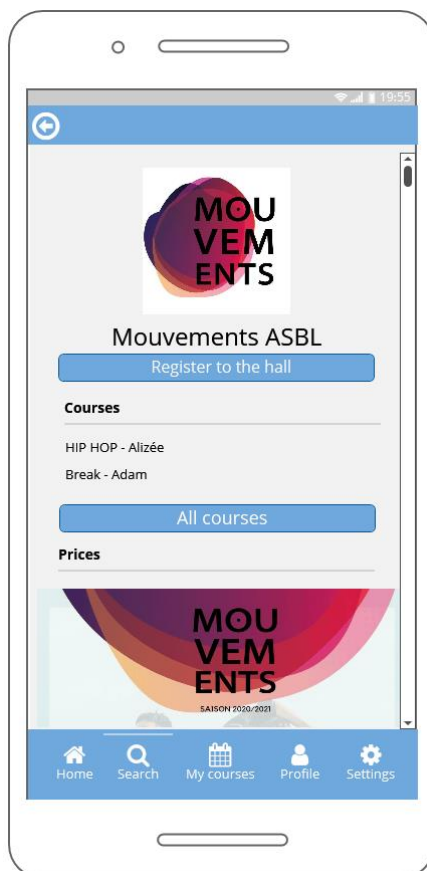 19:55
MOU
VEM
ENTS
Mouvements ASBL
Register to the hall
Courses
HIP HOP - Alizée
Break - Adam
All courses
Prices
MOU
VEM
ENTS
SAISON 2020/2021
Home Search My courses Profile Settings